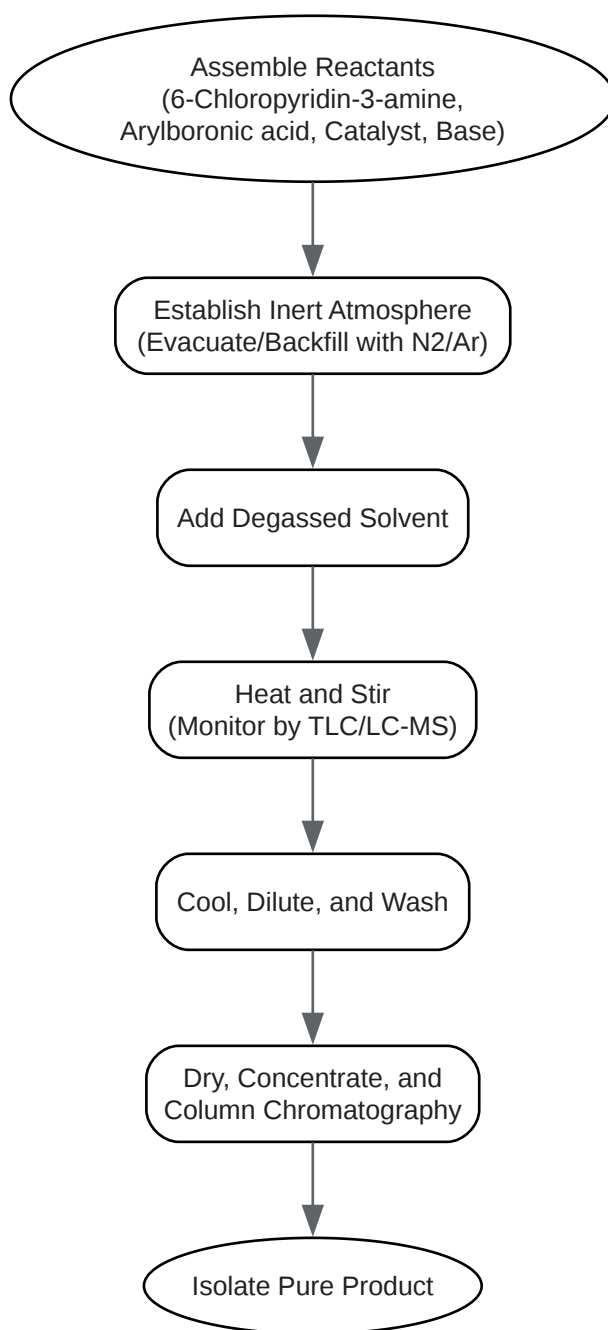 Assemble Reactants
(6-Chloropyridin-3-amine,
Arylboronic acid, Catalyst, Base)
Establish Inert Atmosphere
(Evacuate/Backfill with N2/Ar)
Add Degassed Solvent
Heat and Stir
(Monitor by TLC/LC-MS)
Cool, Dilute, and Wash
Dry, Concentrate, and
Column Chromatography
Isolate Pure Product